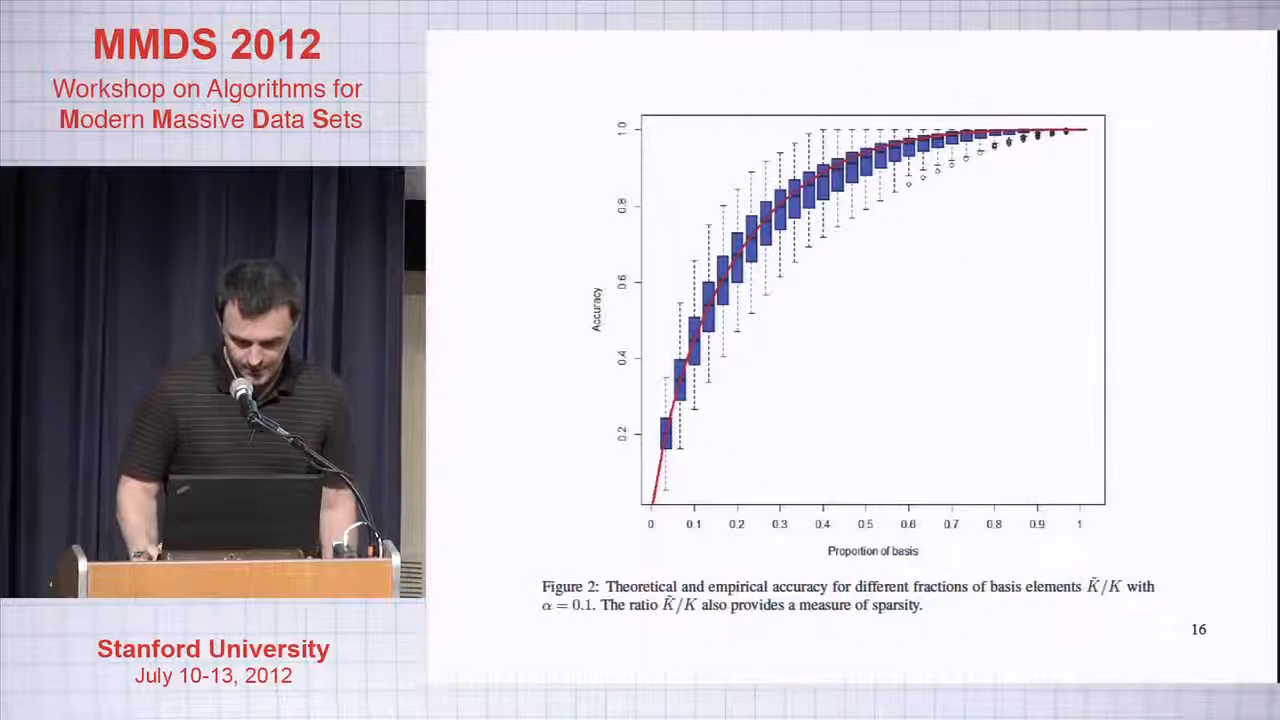 MMDS 2012
Workshop on Algorithms for
Modern Massive Data Sets
1.0
0.8
0.6
Accuracy
0.4
0.2
0 0.1 0.2 0.3 0.4 0.5 0.6 0.7 0.8 0.9 1
Proportion of basis
Figure 2: Theoretical and empirical accuracy for different fractions of basis elements K̃/K with
α = 0.1. The ratio K̃/K also provides a measure of sparsity.
16
Stanford University
July 10-13, 2012